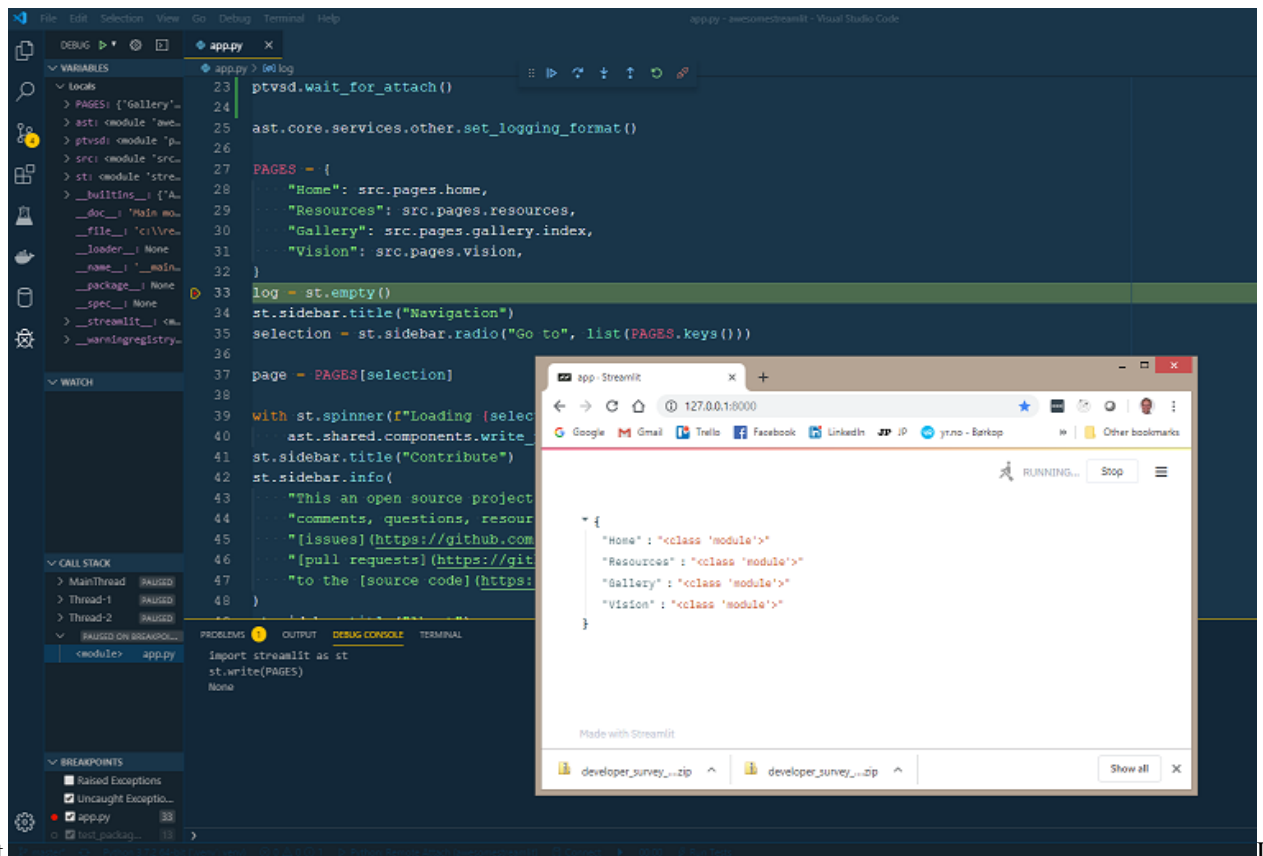 File Edit Selection View Go Debug Terminal Help
app.py - awesomestreamlit - Visual Studio Code
DEBUG
app.py
VARIABLES
app.py > log
Locals
PAGES: {'Gallery'…
ast: <module 'awe…
ptvsd: <module 'p…
src: <module 'src…
st: <module 'stre…
__builtins__: {'A…
__doc__: 'Main mo…
__file__: 'c:\\re…
__loader__: None
__name__: '__main…
__package__: None
__spec__: None
__streamlit__: <m…
__warningregistry…
WATCH
CALL STACK
MainThread PAUSED
Thread-1 PAUSED
Thread-2 PAUSED
PAUSED ON BREAKPOI…
<module> app.py
BREAKPOINTS
Raised Exceptions
Uncaught Exceptio…
app.py 33
test_packag… 13
4
23 ptvsd.wait_for_attach()
24
25 ast.core.services.other.set_logging_format()
26
27 PAGES = {
28 "Home": src.pages.home,
29 "Resources": src.pages.resources,
30 "Gallery": src.pages.gallery.index,
31 "Vision": src.pages.vision,
32 }
33 log = st.empty()
34 st.sidebar.title("Navigation")
35 selection = st.sidebar.radio("Go to", list(PAGES.keys()))
36
37 page = PAGES[selection]
38
39 with st.spinner(f"Loading {selec
40 ast.shared.components.write_
41 st.sidebar.title("Contribute")
42 st.sidebar.info(
43 "This an open source project
44 "comments, questions, resour
45 "[issues](https://github.com
46 "[pull requests](https://git
47 "to the [source code](https:
48 )
PROBLEMS 1 OUTPUT DEBUG CONSOLE TERMINAL
import streamlit as st
st.write(PAGES)
None
app · Streamlit
127.0.0.1:8000
Google Gmail Trello Facebook LinkedIn JP JP yr.no - Børkop » Other bookmarks
RUNNING... Stop
{
"Home" : "<class 'module'>"
"Resources" : "<class 'module'>"
"Gallery" : "<class 'module'>"
"Vision" : "<class 'module'>"
}
Made with Streamlit
developer_survey_....zip
developer_survey_....zip
Show all